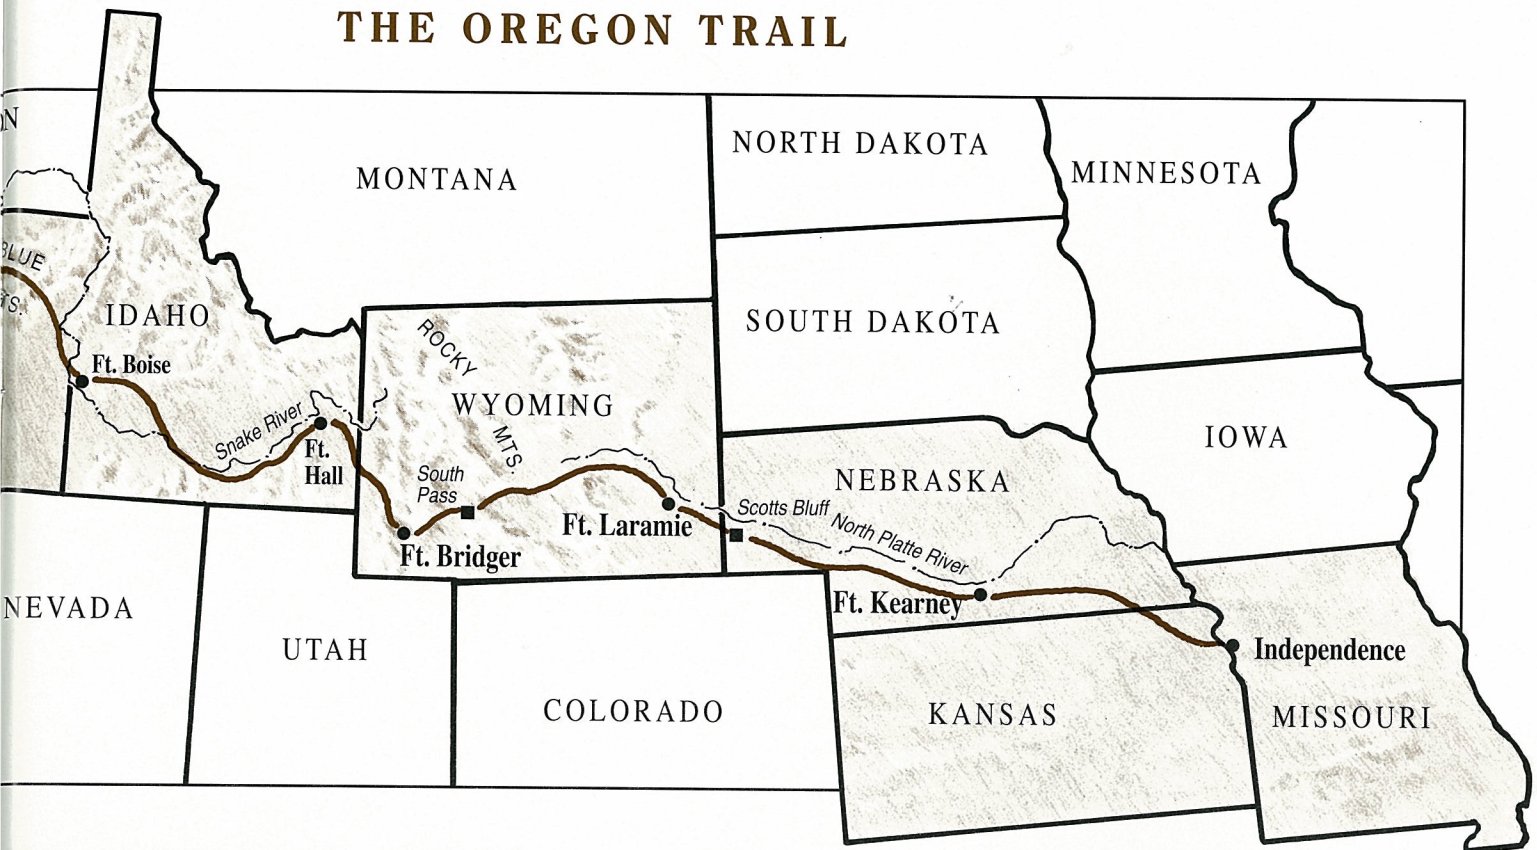 THE OREGON TRAIL
ON
MONTANA
NORTH DAKOTA
MINNESOTA
BLUE
IDAHO
SOUTH DAKOTA
ROCKY
MTS.
WYOMING
Ft. Boise
Snake River
Ft.
Hall
South
Pass
Ft. Bridger
Ft. Laramie
Scotts Bluff
North Platte River
NEBRASKA
IOWA
Ft. Kearney
Independence
NEVADA
UTAH
COLORADO
KANSAS
MISSOURI